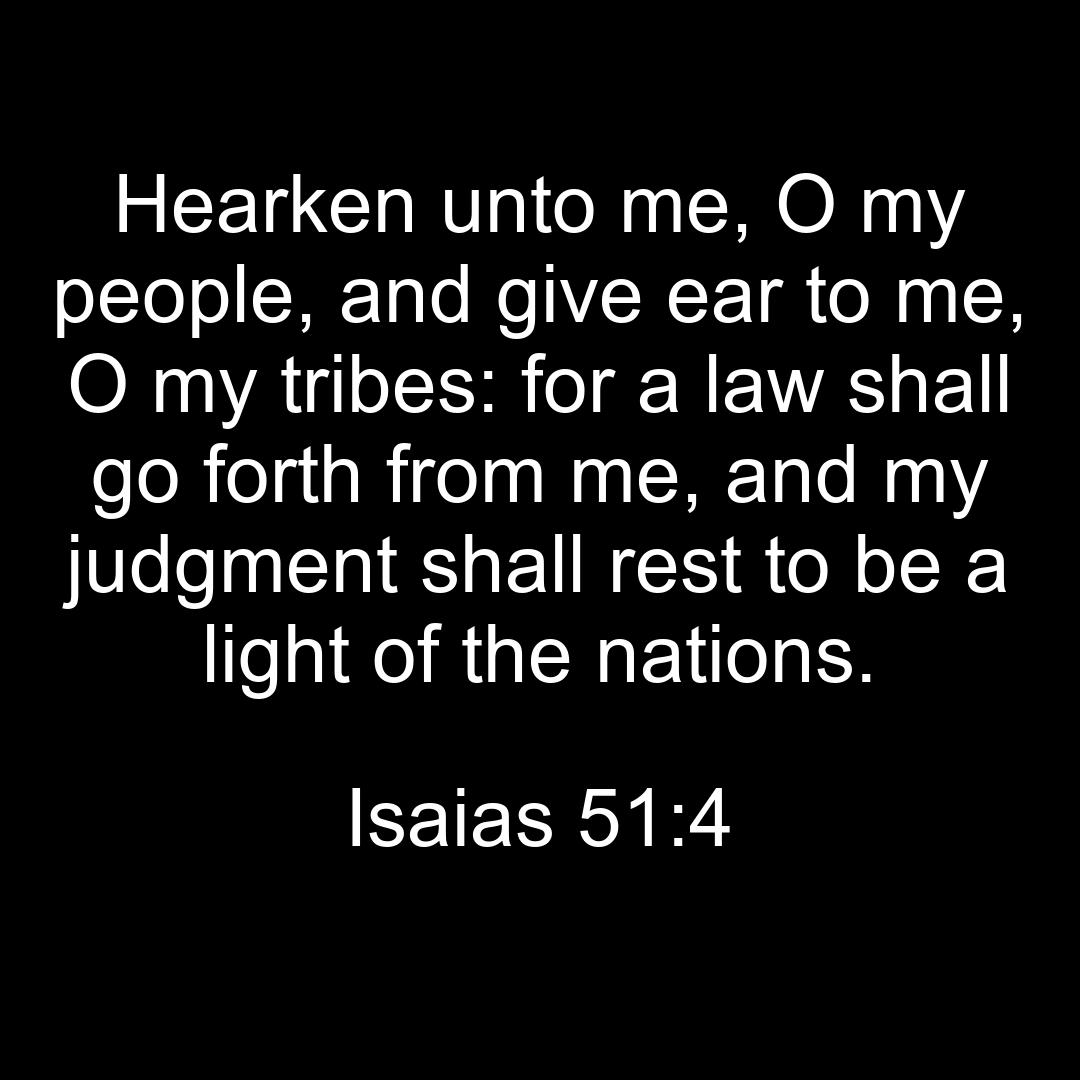 Hearken unto me, O my
people, and give ear to me,
O my tribes: for a law shall
go forth from me, and my
judgment shall rest to be a
light of the nations.
Isaias 51:4